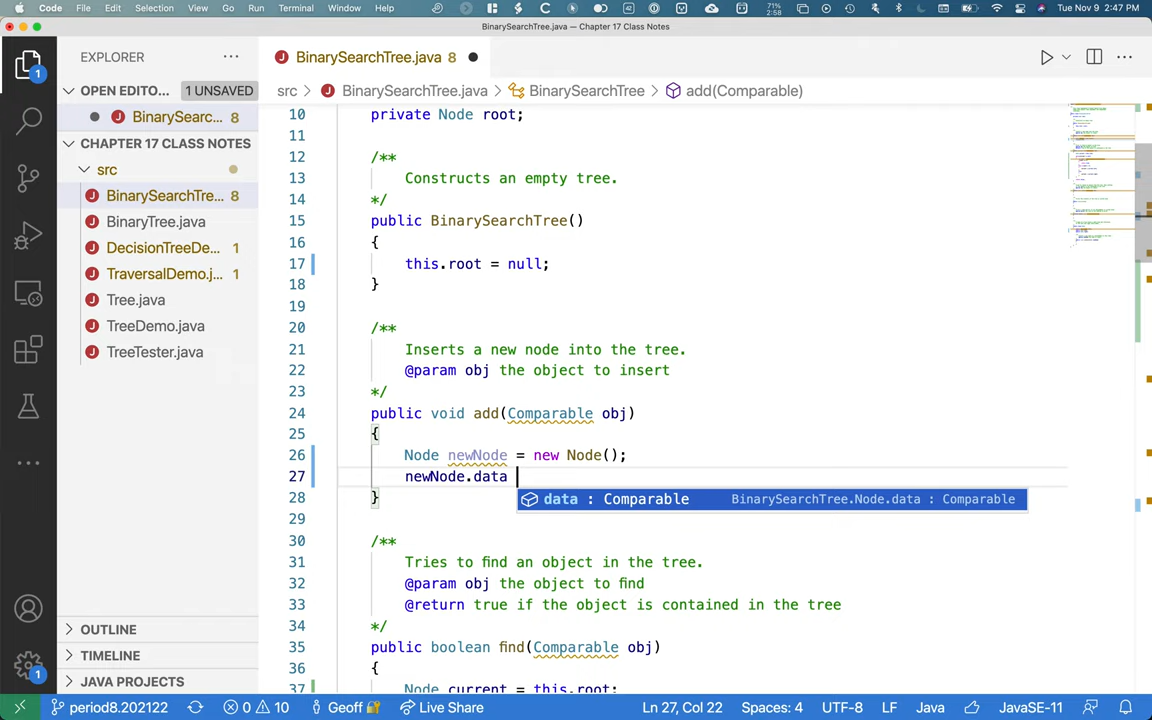 Code File Edit Selection View Go Run Terminal Window Help 71% 2:58 Tue Nov 9 2:47 PM
BinarySearchTree.java — Chapter 17 Class Notes
EXPLORER
BinarySearchTree.java 8
OPEN EDITO... 1 UNSAVED
src > BinarySearchTree.java > BinarySearchTree > add(Comparable)
BinarySearc... 8
CHAPTER 17 CLASS NOTES
src
BinarySearchTre... 8
BinaryTree.java
DecisionTreeDe... 1
TraversalDemo.j... 1
Tree.java
TreeDemo.java
TreeTester.java
OUTLINE
TIMELINE
JAVA PROJECTS
1
1
10 private Node root;
11
12 /**
13 Constructs an empty tree.
14 */
15 public BinarySearchTree()
16 {
17 this.root = null;
18 }
19
20 /**
21 Inserts a new node into the tree.
22 @param obj the object to insert
23 */
24 public void add(Comparable obj)
25 {
26 Node newNode = new Node();
27 newNode.data
data : Comparable BinarySearchTree.Node.data : Comparable
28 }
29
30 /**
31 Tries to find an object in the tree.
32 @param obj the object to find
33 @return true if the object is contained in the tree
34 */
35 public boolean find(Comparable obj)
36 {
37 Node current = this.root;
period8.202122 0 10 Geoff Live Share Ln 27, Col 22 Spaces: 4 UTF-8 LF Java JavaSE-11